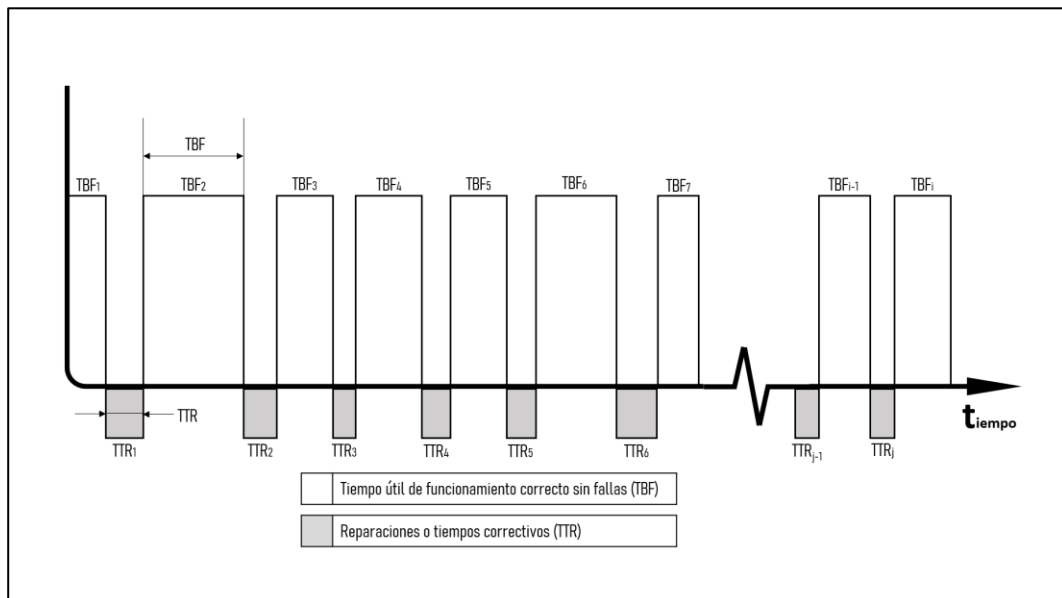 TBF
TBF1 TBF2 TBF3 TBF4 TBF5 TBF6 TBF7 TBFi-1 TBFi
TTR
tiempo
TTR1 TTR2 TTR3 TTR4 TTR5 TTR6 TTRj-1 TTRj
Tiempo útil de funcionamiento correcto sin fallas (TBF)
Reparaciones o tiempos correctivos (TTR)